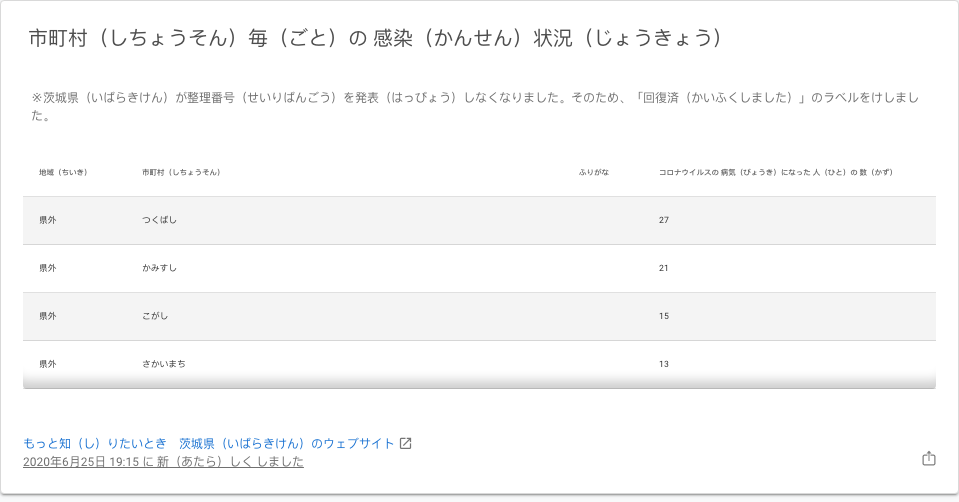 市町村（しちょうそん）毎（ごと）の 感染（かんせん）状況（じょうきょう）
※茨城県（いばらきけん）が整理番号（せいりばんごう）を発表（はっぴょう）しなくなりました。そのため、「回復済（かいふくしました）」のラベルをけしまし
た。
地域（ちいき） 市町村（しちょうそん） ふりがな コロナウイルスの 病気（びょうき）になった 人（ひと）の 数（かず）
県外 つくばし 27
県外 かみすし 21
県外 こがし 15
県外 さかいまち 13
もっと知（し）りたいとき　茨城県（いばらきけん）のウェブサイト
2020年6月25日 19:15 に 新（あたら）しく しました